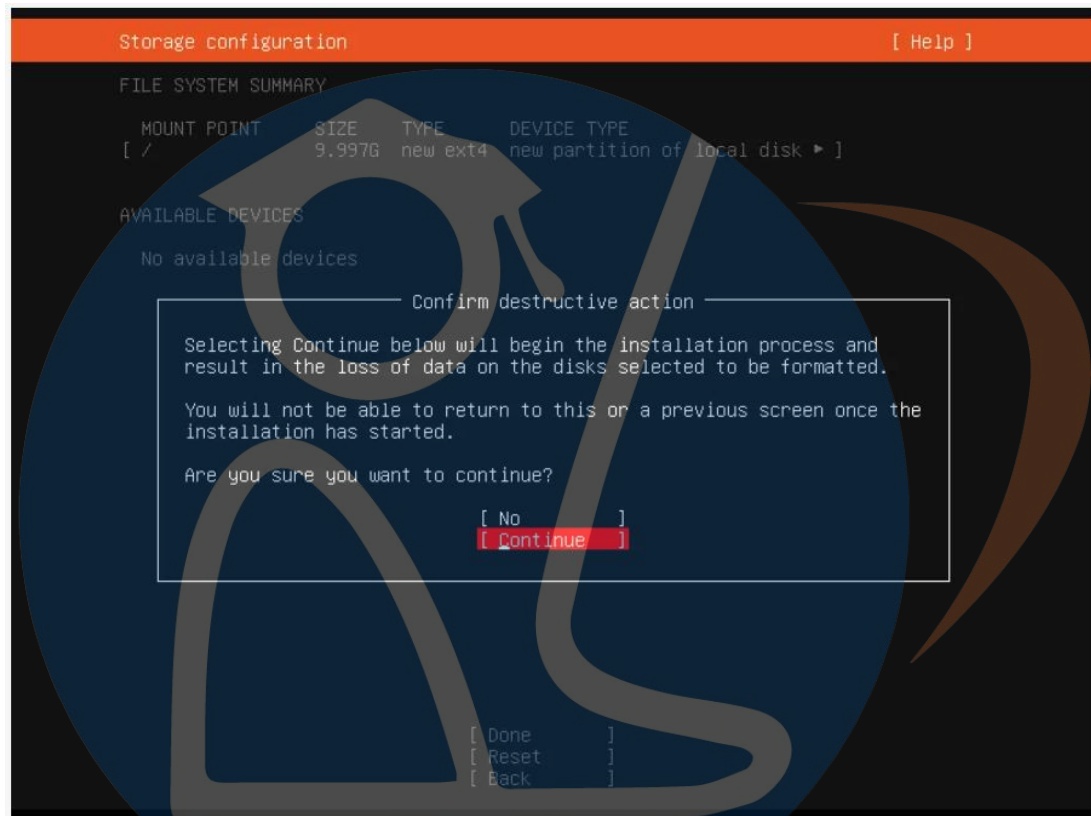 Storage configuration [ Help ]
FILE SYSTEM SUMMARY
MOUNT POINT SIZE TYPE DEVICE TYPE
[ / 9.997G new ext4 new partition of local disk ▸ ]
AVAILABLE DEVICES
No available devices
Confirm destructive action
Selecting Continue below will begin the installation process and
result in the loss of data on the disks selected to be formatted.
You will not be able to return to this or a previous screen once the
installation has started.
Are you sure you want to continue?
[ No ]
[ Continue ]
[ Done ]
[ Reset ]
[ Back ]